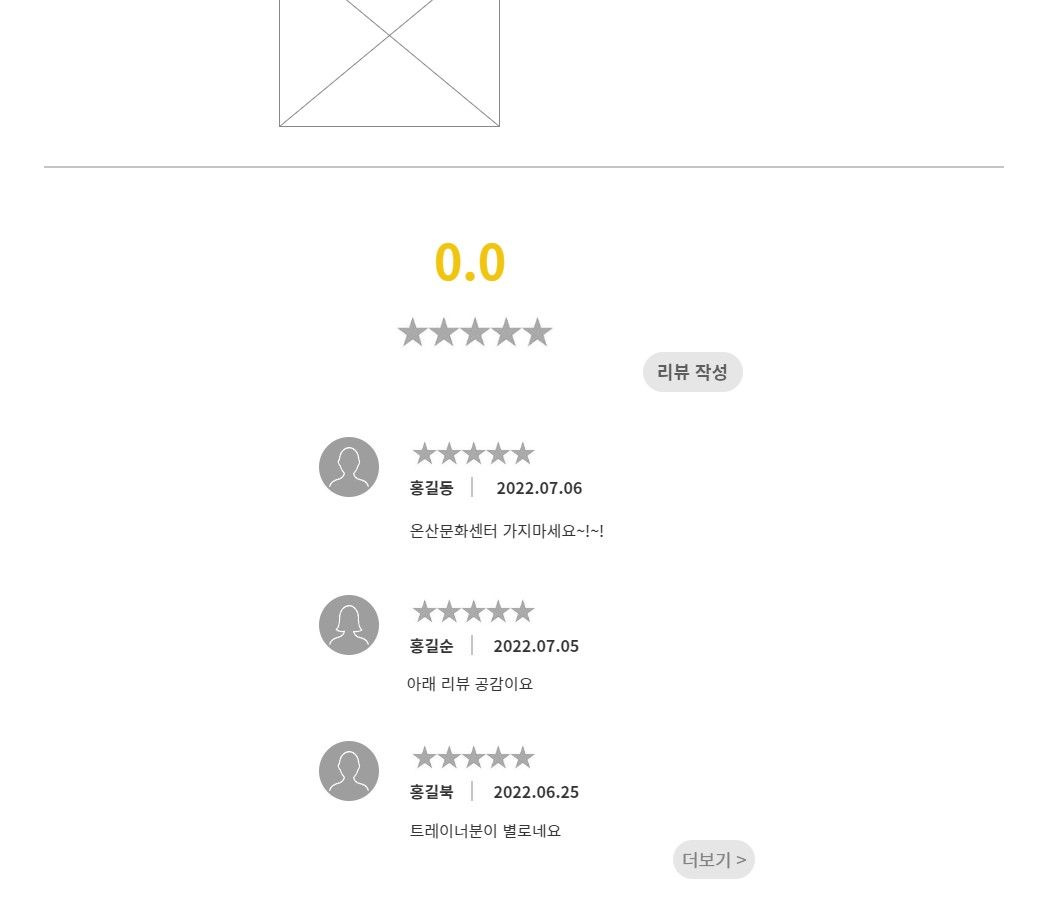 0.0
★★★★★
리뷰 작성
★★★★★
홍길동 | 2022.07.06
온산문화센터 가지마세요~!~!
★★★★★
홍길순 | 2022.07.05
아래 리뷰 공감이요
★★★★★
홍길북 | 2022.06.25
트레이너분이 별로네요
더보기 >